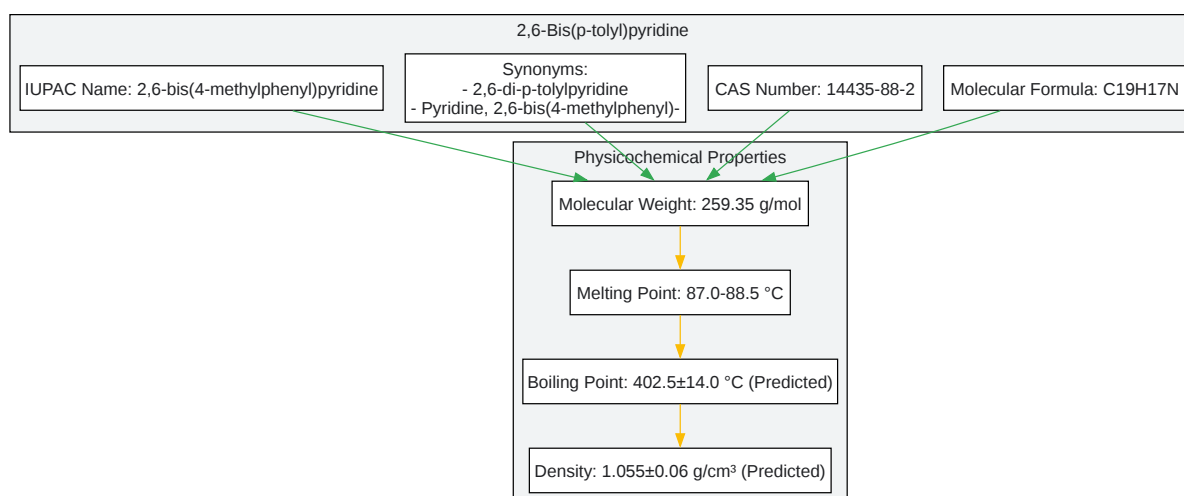 2,6-Bis(p-tolyl)pyridine
IUPAC Name: 2,6-bis(4-methylphenyl)pyridine
Synonyms:
- 2,6-di-p-tolylpyridine
- Pyridine, 2,6-bis(4-methylphenyl)-
CAS Number: 14435-88-2
Molecular Formula: C19H17N
Physicochemical Properties
Molecular Weight: 259.35 g/mol
Melting Point: 87.0-88.5 °C
Boiling Point: 402.5±14.0 °C (Predicted)
Density: 1.055±0.06 g/cm³ (Predicted)